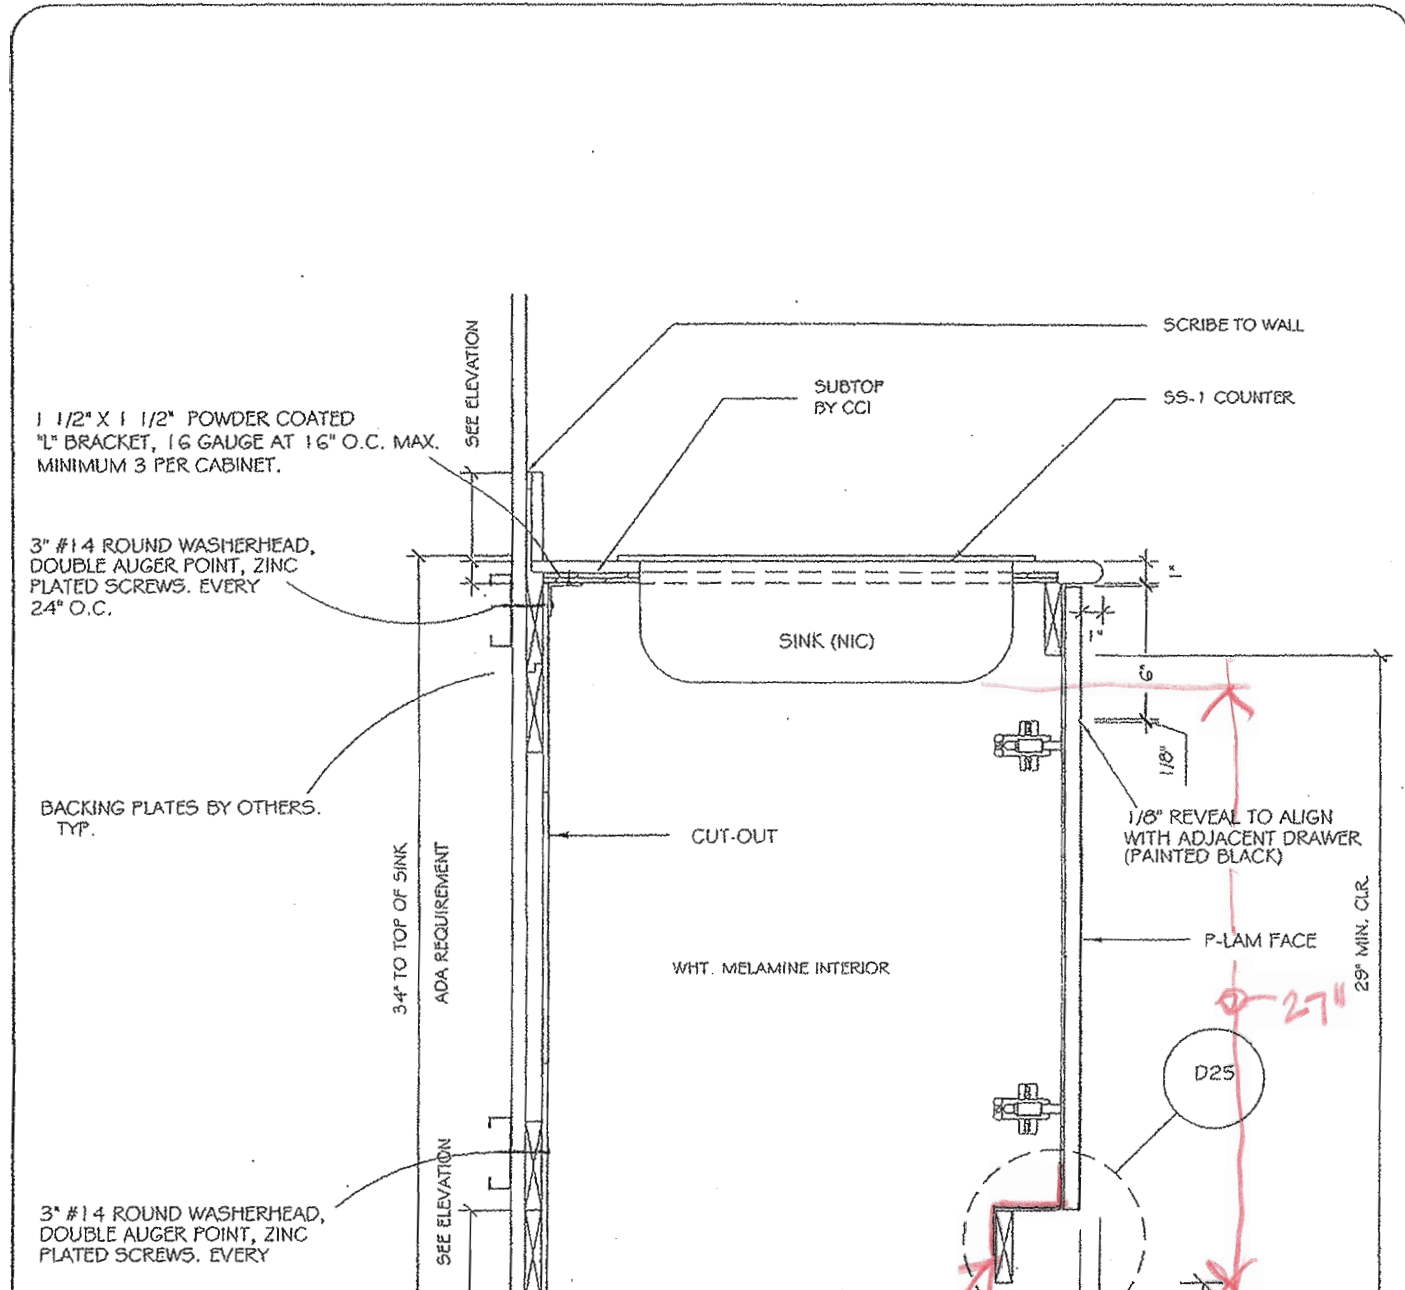 SEE ELEVATION
SCRIBE TO WALL
SUBTOP
BY CCI
SS-1 COUNTER
1 1/2" X 1 1/2" POWDER COATED
"L" BRACKET, 16 GAUGE AT 16" O.C. MAX.
MINIMUM 3 PER CABINET.
3" #14 ROUND WASHERHEAD,
DOUBLE AUGER POINT, ZINC
PLATED SCREWS. EVERY
24" O.C.
1"
1"
SINK (NIC)
6"
1/8"
BACKING PLATES BY OTHERS.
TYP.
1/8" REVEAL TO ALIGN
WITH ADJACENT DRAWER
(PAINTED BLACK)
CUT-OUT
34" TO TOP OF SINK
ADA REQUIREMENT
P-LAM FACE
29" MIN. CLR.
WHT. MELAMINE INTERIOR
27"
D25
SEE ELEVATION
3" #14 ROUND WASHERHEAD,
DOUBLE AUGER POINT, ZINC
PLATED SCREWS. EVERY